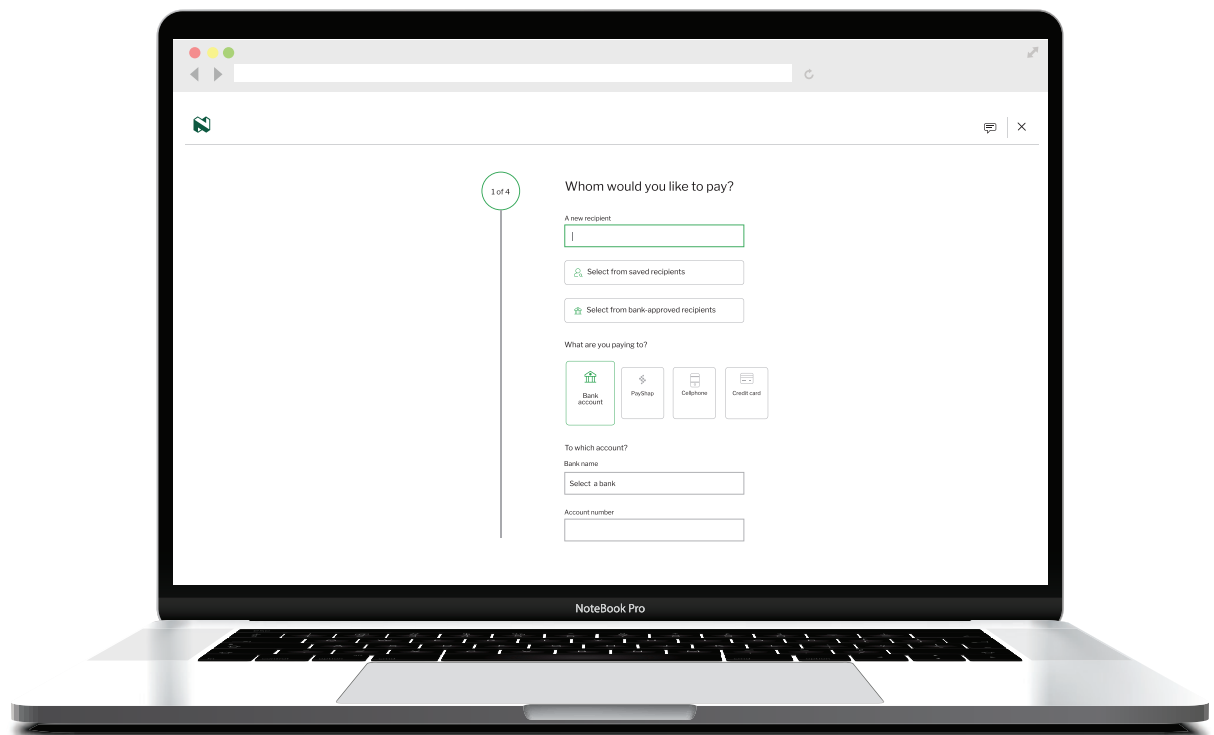 1 of 4
Whom would you like to pay?
A new recipient
Select from saved recipients
Select from bank-approved recipients
What are you paying to?
Bank
account
PayShap
Cellphone
Credit card
To which account?
Bank name
Select a bank
Account number
NoteBook Pro